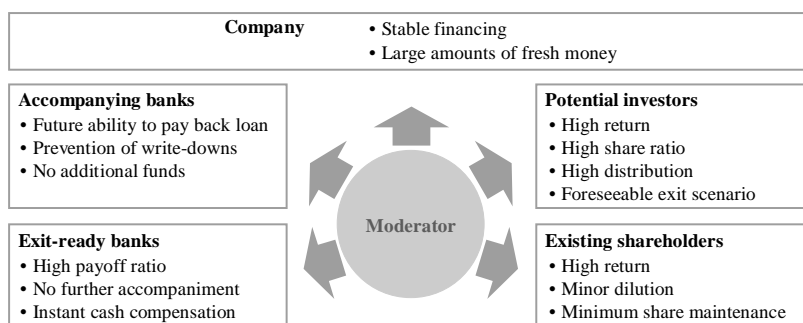 Company
• Stable financing
• Large amounts of fresh money
Accompanying banks
• Future ability to pay back loan
• Prevention of write-downs
• No additional funds
Potential investors
• High return
• High share ratio
• High distribution
• Foreseeable exit scenario
Moderator
Exit-ready banks
• High payoff ratio
• No further accompaniment
• Instant cash compensation
Existing shareholders
• High return
• Minor dilution
• Minimum share maintenance